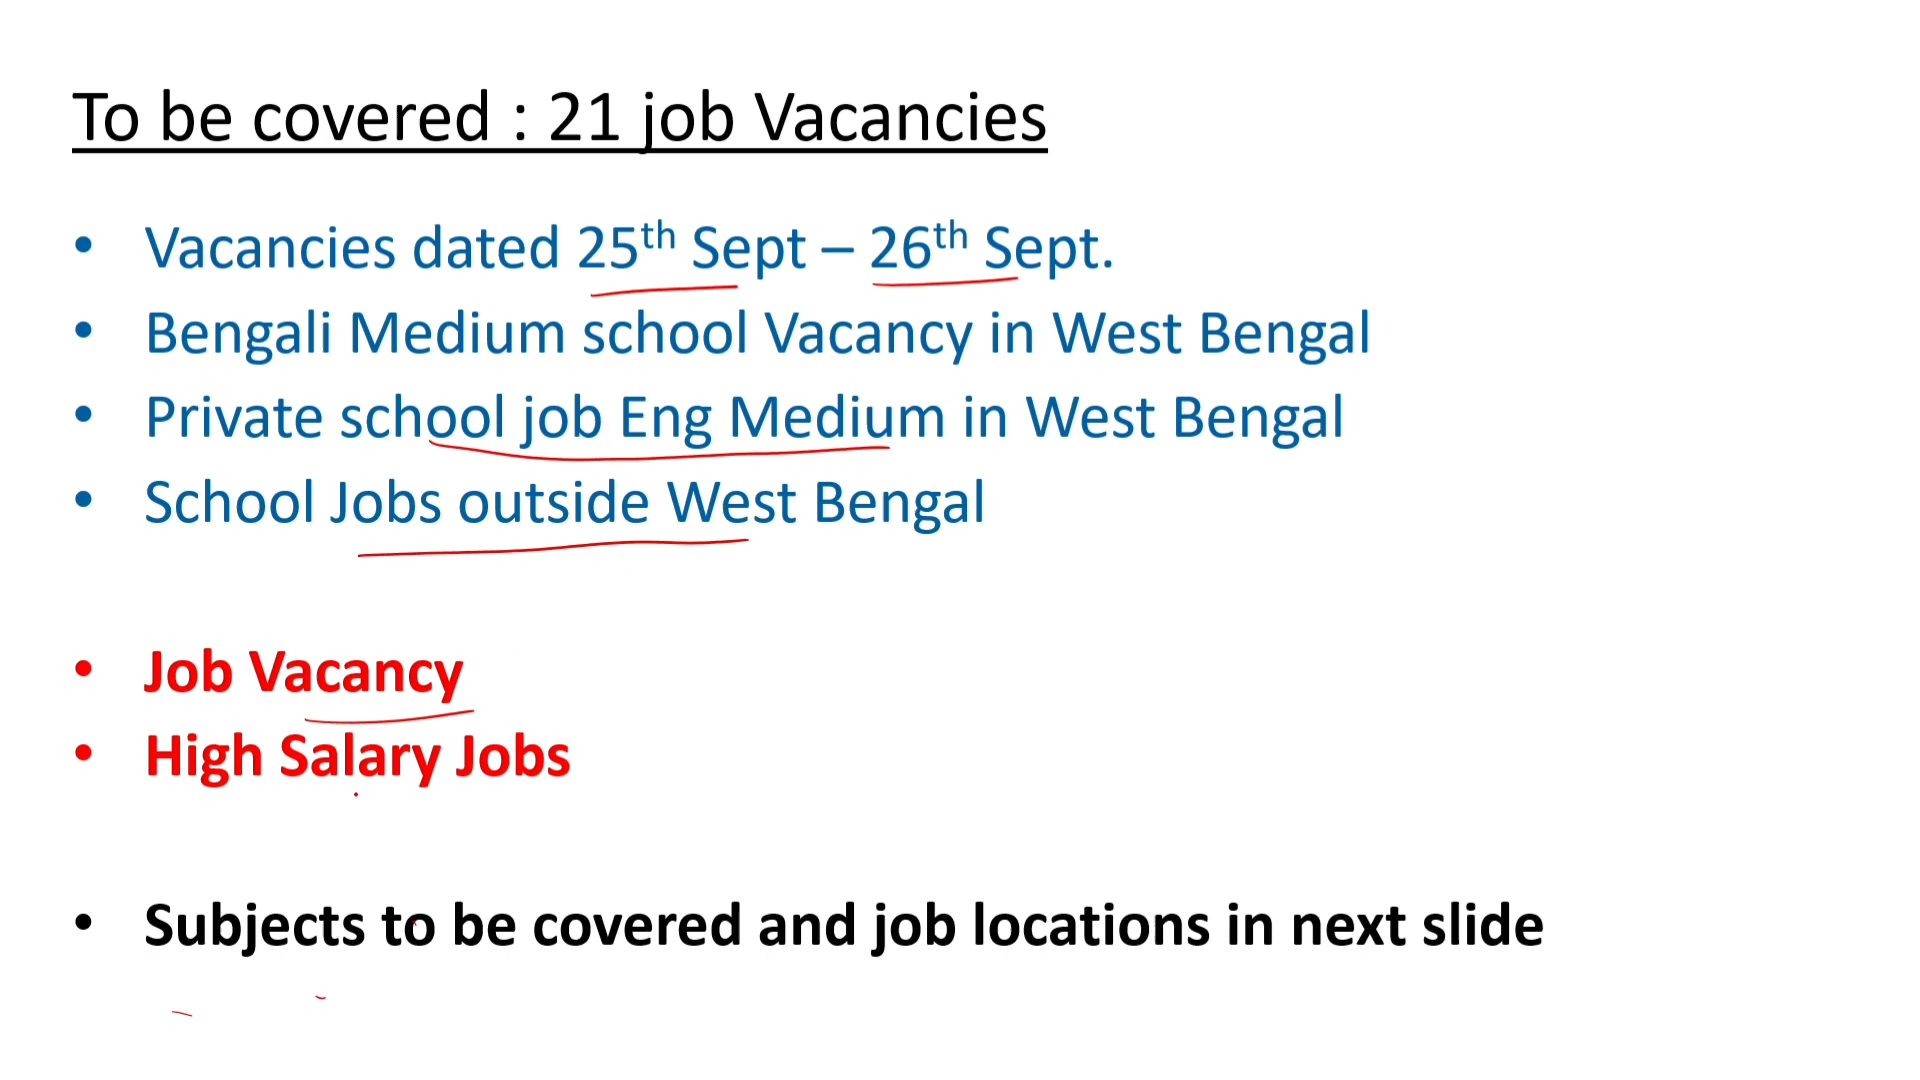 To be covered : 21 job Vacancies
• Vacancies dated 25th Sept – 26th Sept.
• Bengali Medium school Vacancy in West Bengal
• Private school job Eng Medium in West Bengal
• School Jobs outside West Bengal
• Job Vacancy
• High Salary Jobs
• Subjects to be covered and job locations in next slide